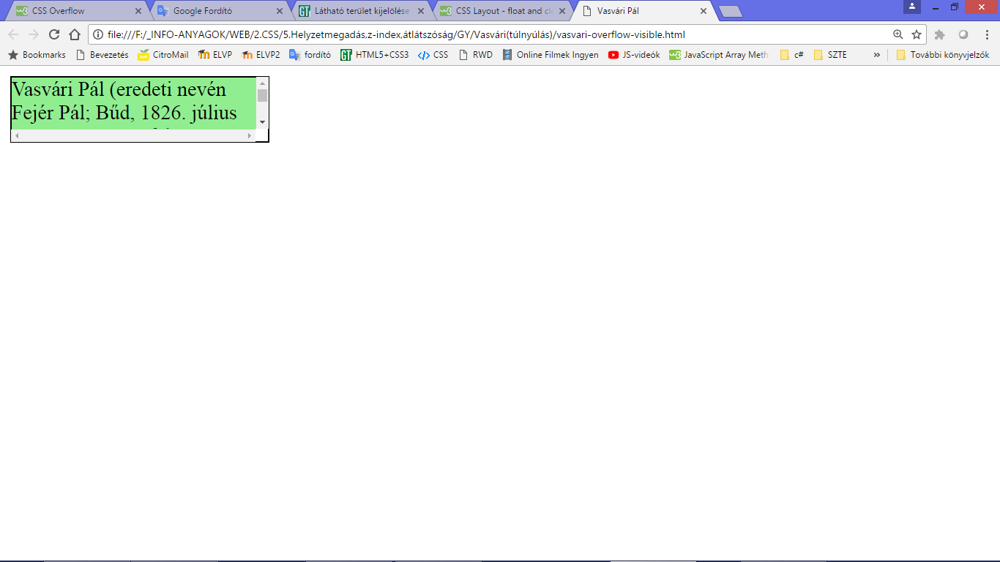 CSS Overflow
Google Fordító
Látható terület kijelölése
CSS Layout - float and cl
Vasvári Pál
file:///F:/_INFO-ANYAGOK/WEB/2.CSS/5.Helyzetmegadás,z-index,átlátszóság/GY/Vasvári(túlnyúlás)/vasvari-overflow-visible.html
Bookmarks Bevezetés CitroMail ELVP ELVP2 fordító HTML5+CSS3 CSS RWD Online Filmek Ingyen JS-videók JavaScript Array Meth c# SZTE » További könyvjelzők
Vasvári Pál (eredeti nevén
Fejér Pál; Bűd, 1826. július